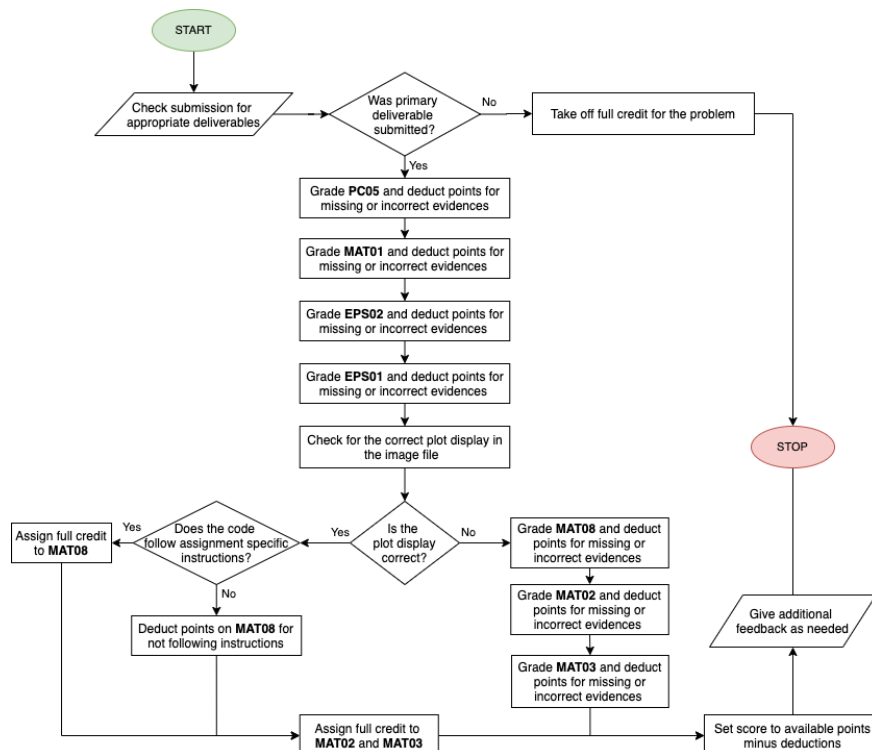 START
Check submission for
appropriate deliverables
Was primary
deliverable
submitted?
No
Take off full credit for the problem
Yes
Grade PC05 and deduct points for
missing or incorrect evidences
Grade MAT01 and deduct points for
missing or incorrect evidences
Grade EPS02 and deduct points for
missing or incorrect evidences
Grade EPS01 and deduct points for
missing or incorrect evidences
Check for the correct plot display in
the image file
STOP
Is the
plot display
correct?
Yes
No
Does the code
follow assignment specific
instructions?
Yes
Assign full credit
to MAT08
No
Deduct points on MAT08 for
not following instructions
Grade MAT08 and deduct
points for missing or
incorrect evidences
Grade MAT02 and deduct
points for missing or
incorrect evidences
Grade MAT03 and deduct
points for missing or
incorrect evidences
Give additional
feedback as needed
Assign full credit to
MAT02 and MAT03
Set score to available points
minus deductions